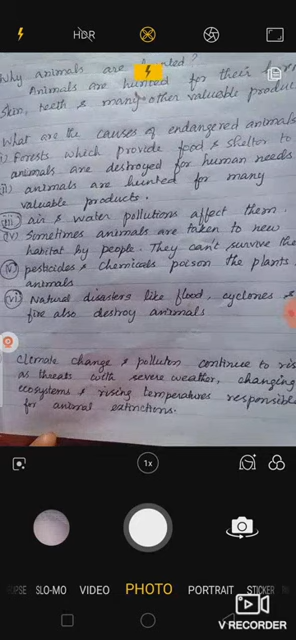 HDR
Why animals are hunted?
Animals are hunted for their
Skin, teeth & many other valuable product
What are the causes of endangered animals
i) Forests which provide food & shelter to
animals are destroyed for human needs
ii) animals are hunted for many
valuable products.
iii) air & water pollutions affect them.
iv) Sometimes animals are taken to new
habitat by people. They can't survive the
v) pesticides & Chemicals poison the plants
animals
vi) Natural disasters like flood, cyclones &
fire also destroy animals
Climate change & pollution continue to ris
as threats with severe weather, changing
ecosystems & rising temperatures responsible
for animal extinctions.
1x
SLO-MO VIDEO PHOTO PORTRAIT STICKER
V RECORDER